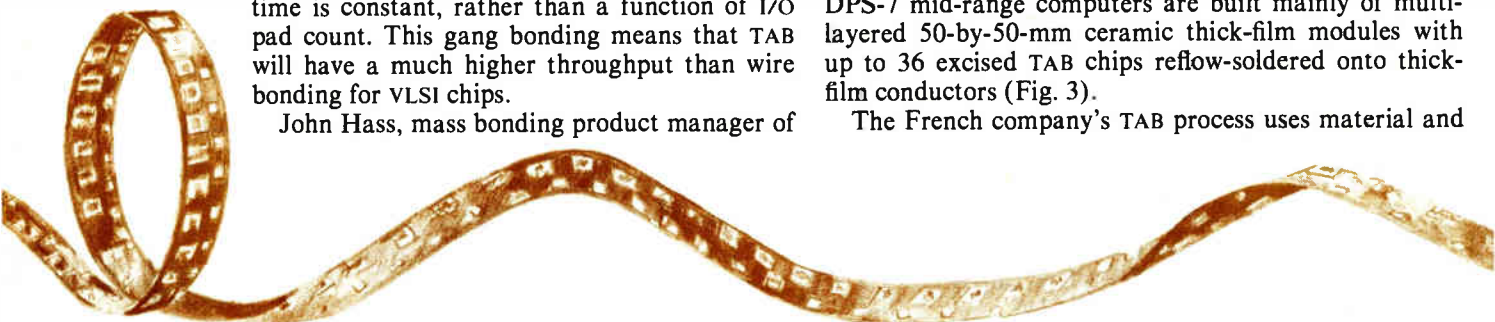 time is constant, rather than a function of I/O
pad count. This gang bonding means that TAB
will have a much higher throughput than wire
bonding for VLSI chips.
John Hass, mass bonding product manager of
DPS-7 mid-range computers are built mainly of multi-
layered 50-by-50-mm ceramic thick-film modules with
up to 36 excised TAB chips reflow-soldered onto thick-
film conductors (Fig. 3).
The French company's TAB process uses material and